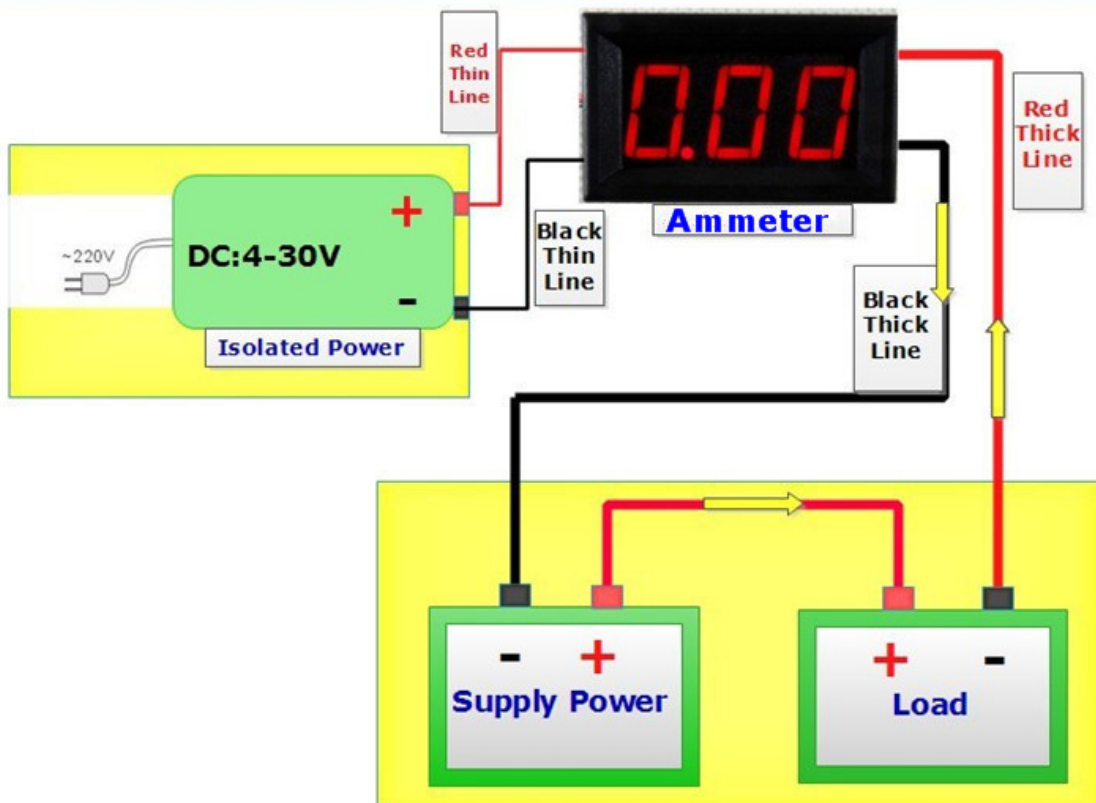 Red
Thin
Line
0.00
Red
Thick
Line
Ammeter
+
~220V
DC:4-30V
-
Isolated Power
Black
Thin
Line
Black
Thick
Line
- +
Supply Power
+ -
Load